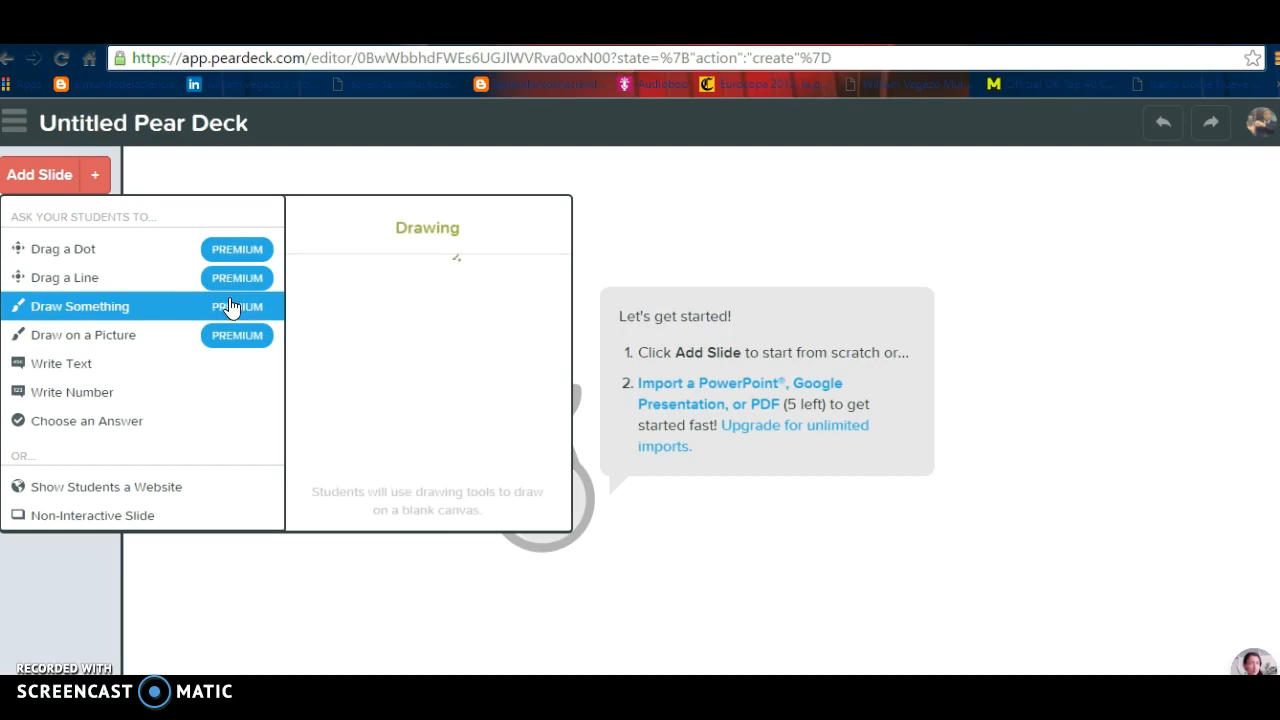 https://app.peardeck.com/editor/0BwWbbhdFWEs6UGJlWVRva0oxN00?state=%7B"action":"create"%7D
Apps
Untitled Pear Deck
Add Slide +
ASK YOUR STUDENTS TO...
Drag a Dot PREMIUM
Drag a Line PREMIUM
Draw Something PREMIUM
Draw on a Picture PREMIUM
Write Text
Write Number
Choose an Answer
OR...
Show Students a Website
Non-Interactive Slide
Drawing
Students will use drawing tools to draw
on a blank canvas.
Let's get started!
1. Click Add Slide to start from scratch or...
2. Import a PowerPoint®, Google
Presentation, or PDF (5 left) to get
started fast! Upgrade for unlimited
imports.
RECORDED WITH
SCREENCAST MATIC